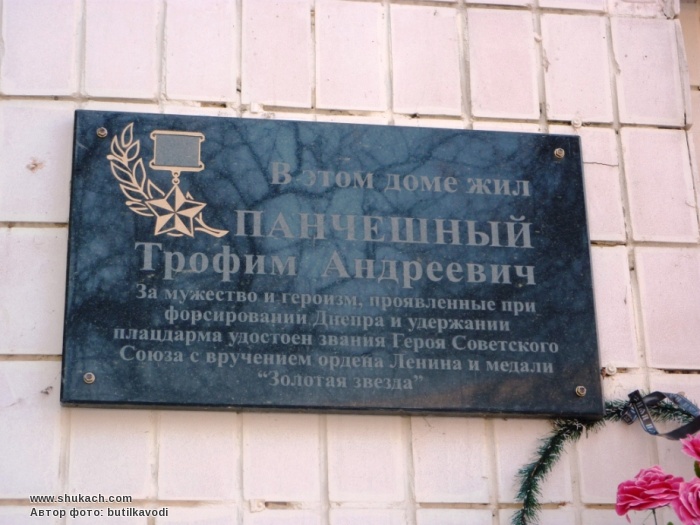 В этом доме жил
ПАНЧЕШНЫЙ
Трофим Андреевич
За мужество и героизм, проявленные при
форсировании Днепра и удержании
плацдарма удостоен звания Героя Советского
Союза с вручением ордена Ленина и медали
“Золотая звезда”
www.shukach.com
Автор фото: butilkavodi